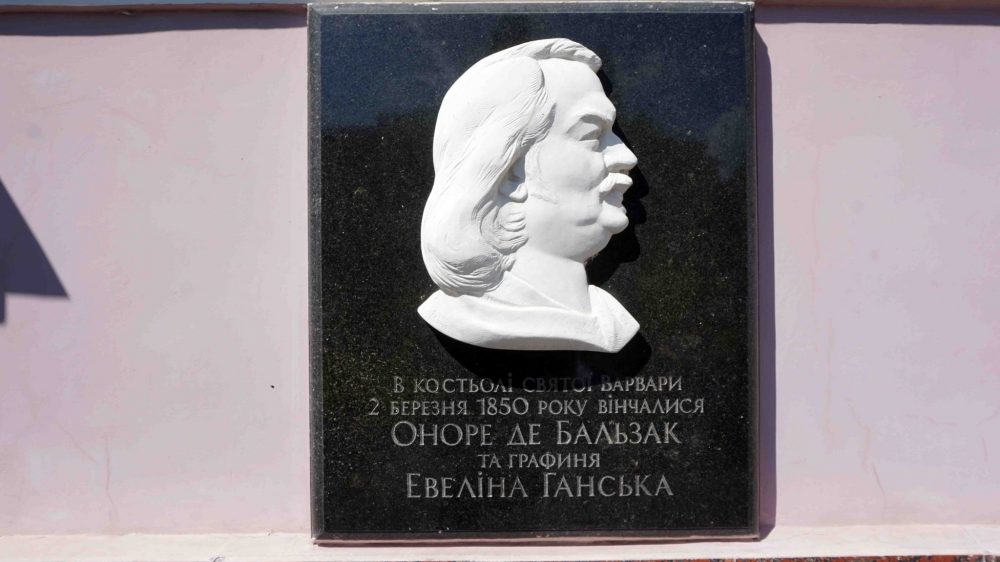 В КОСТЬОЛІ СВЯТОЇ ВАРВАРИ
2 БЕРЕЗНЯ 1850 РОКУ ВІНЧАЛИСЯ
ОНОРЕ ДЕ БАЛЬЗАК
ТА ГРАФИНЯ
ЕВЕЛІНА ГАНСЬКА